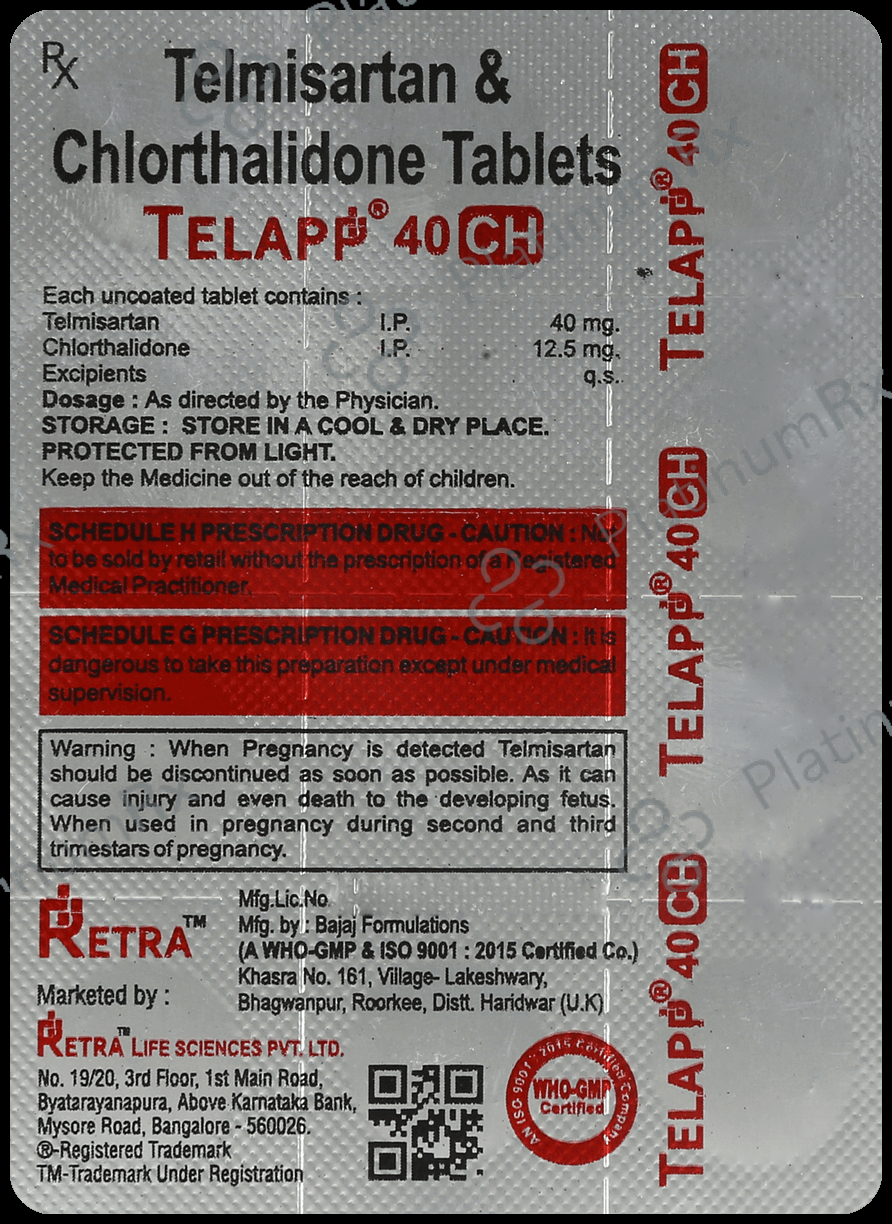 Rx
Telmisartan &
Chlorthalidone Tablets
TELAPP® 40 CH
Each uncoated tablet contains :
Telmisartan I.P. 40 mg.
Chlorthalidone I.P. 12.5 mg.
Excipients q.s.
Dosage : As directed by the Physician.
STORAGE : STORE IN A COOL & DRY PLACE.
PROTECTED FROM LIGHT.
Keep the Medicine out of the reach of children.
SCHEDULE H PRESCRIPTION DRUG - CAUTION : Not
to be sold by retail without the prescription of a Registered
Medical Practitioner.
SCHEDULE G PRESCRIPTION DRUG - CAUTION : It is
dangerous to take this preparation except under medical
supervision.
Warning : When Pregnancy is detected Telmisartan
should be discontinued as soon as possible. As it can
cause injury and even death to the developing fetus.
When used in pregnancy during second and third
trimestars of pregnancy.
RETRA™
Marketed by :
Mfg.Lic.No
Mfg. by : Bajaj Formulations
(A WHO-GMP & ISO 9001 : 2015 Certified Co.)
Khasra No. 161, Village- Lakeshwary,
Bhagwanpur, Roorkee, Distt. Haridwar (U.K)
RETRA™ LIFE SCIENCES PVT. LTD.
No. 19/20, 3rd Floor, 1st Main Road,
Byatarayanapura, Above Karnataka Bank,
Mysore Road, Bangalore - 560026.
®-Registered Trademark
TM-Trademark Under Registration
AN ISO 9001 : 2015 Certified Company
WHO-GMP
Certified
TELAPP® 40 CH
TELAPP® 40 CH
TELAPP® 40 CH
PlatinumRx
PlatinumRx